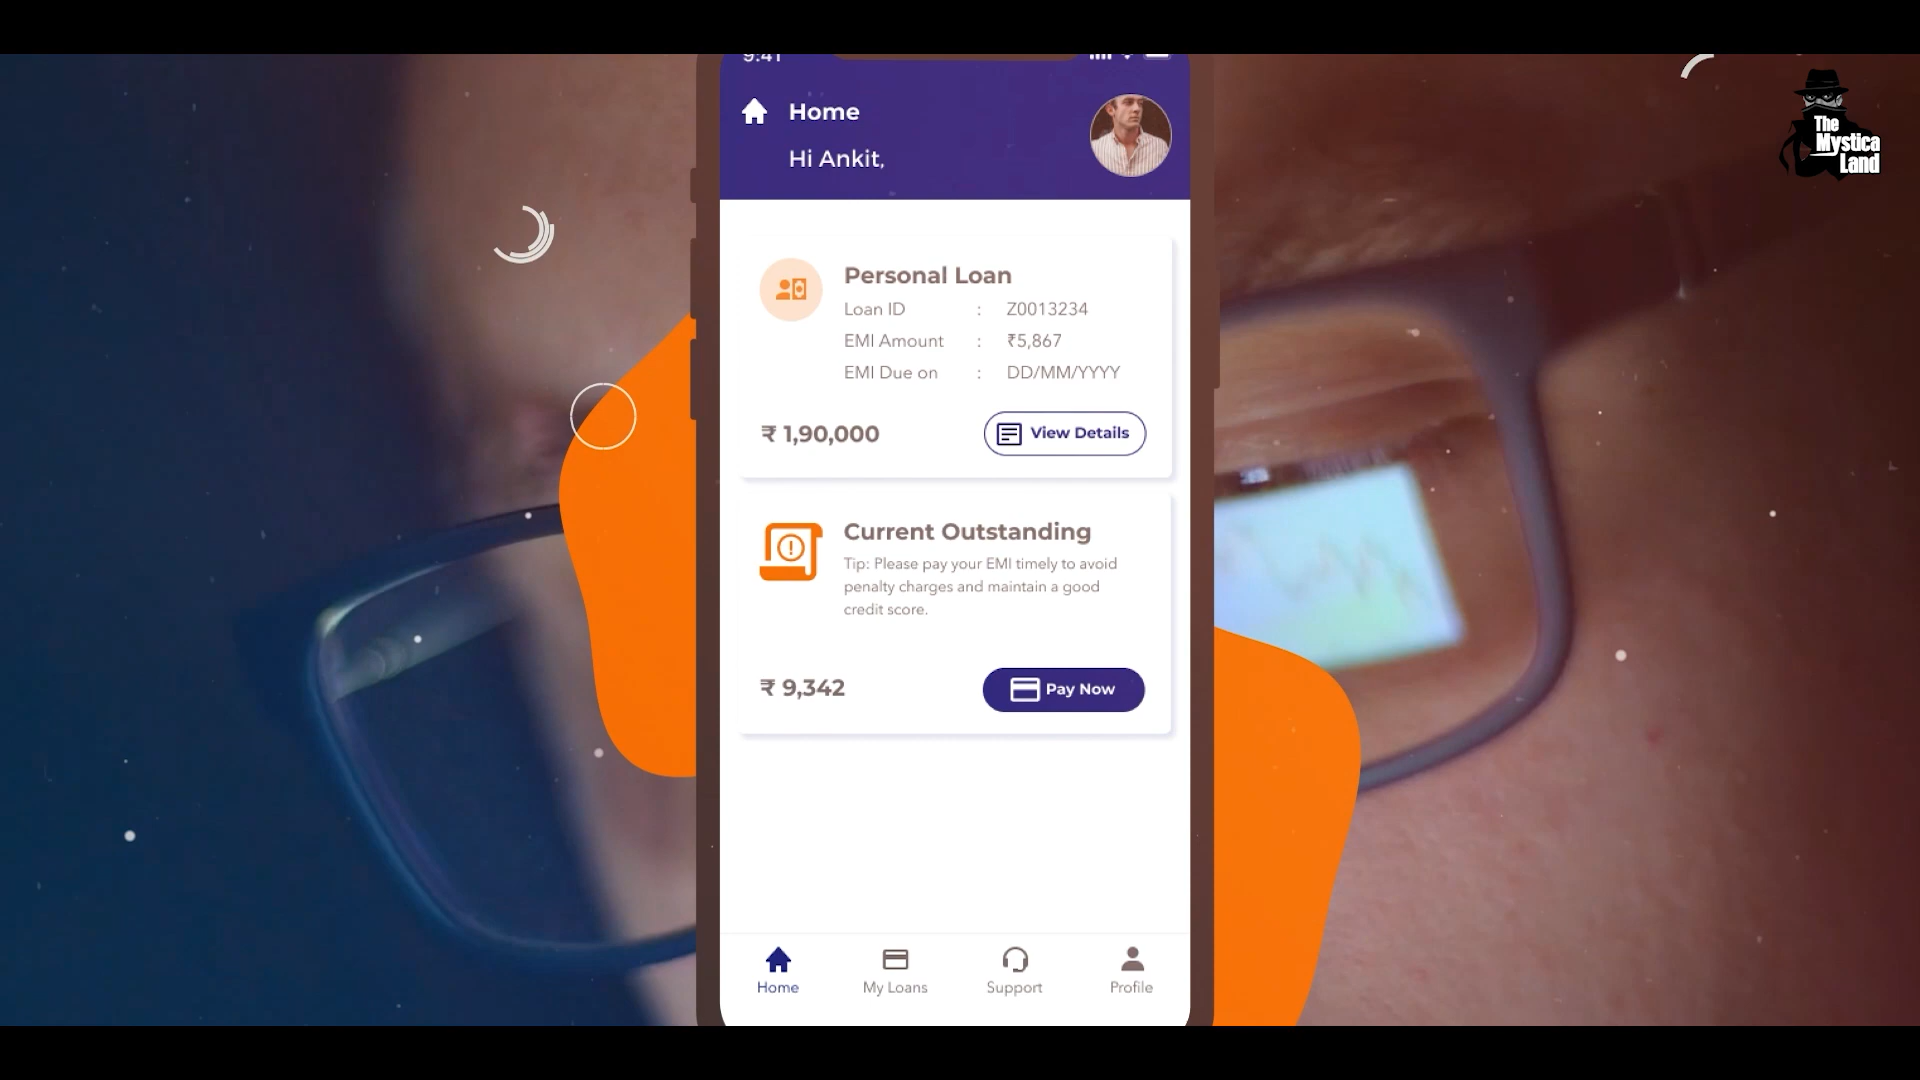 9:41
Home
Hi Ankit,
The
Mystica
Land
Personal Loan
Loan ID : Z0013234
EMI Amount : ₹5,867
EMI Due on : DD/MM/YYYY
₹ 1,90,000
View Details
Current Outstanding
Tip: Please pay your EMI timely to avoid
penalty charges and maintain a good
credit score.
₹ 9,342
Pay Now
Home
My Loans
Support
Profile